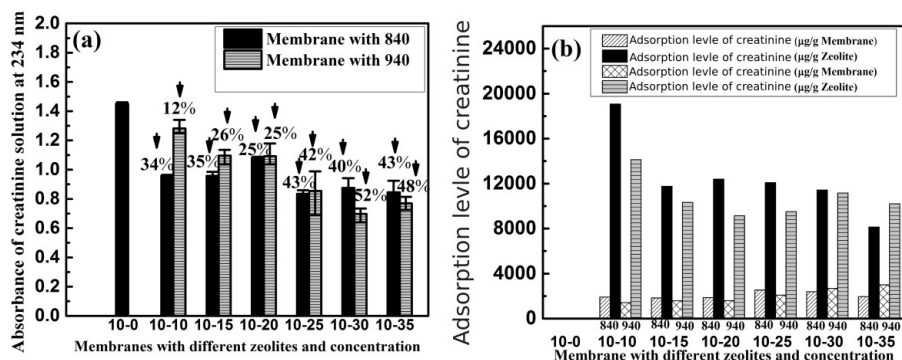 (a)
Membrane with 840
Membrane with 940
Absorbance of creatinine solution at 234 nm
2.0
1.8
1.6
1.4
1.2
1.0
0.8
0.6
0.4
0.2
0.0
34%
12%
35%
26%
25%
25%
43%
42%
40%
52%
43%
48%
10-0 10-10 10-15 10-20 10-25 10-30 10-35
Membranes with different zeolites and concentration
(b)
Adsorption levle of creatinine (μg/g Membrane)
Adsorption levle of creatinine (μg/g Zeolite)
Adsorption levle of creatinine (μg/g Membrane)
Adsorption levle of creatinine (μg/g Zeolite)
Adsorption levle of creatinine
24000
20000
16000
12000
8000
4000
0
840 940 840 940 840 940 840 940 840 940 840 940
10-0 10-10 10-15 10-20 10-25 10-30 10-35
Membrane with different zeolites and concentration